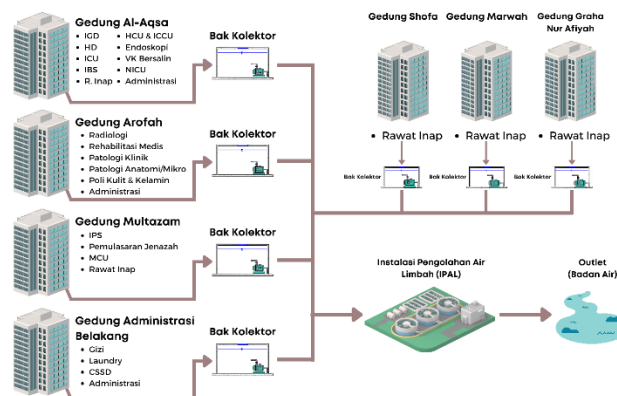 Gedung Al-Aqsa
• IGD
• HD
• ICU
• IBS
• R. Inap
• HCU & ICCU
• Endoskopi
• VK Bersalin
• NICU
• Administrasi
Bak Kolektor
Gedung Arofah
• Radiologi
• Rehabilitasi Medis
• Patologi Klinik
• Patologi Anatomi/Mikro
• Poli Kulit & Kelamin
• Administrasi
Bak Kolektor
Gedung Multazam
• IPS
• Pemulasaran Jenazah
• MCU
• Rawat Inap
Bak Kolektor
Gedung Administrasi
Belakang
• Gizi
• Laundry
• CSSD
• Administrasi
Bak Kolektor
Gedung Shofa
• Rawat Inap
Bak Kolektor
Gedung Marwah
• Rawat Inap
Bak Kolektor
Gedung Graha
Nur Afiyah
• Rawat Inap
Bak Kolektor
Instalasi Pengolahan Air
Limbah (IPAL)
Outlet
(Badan Air)